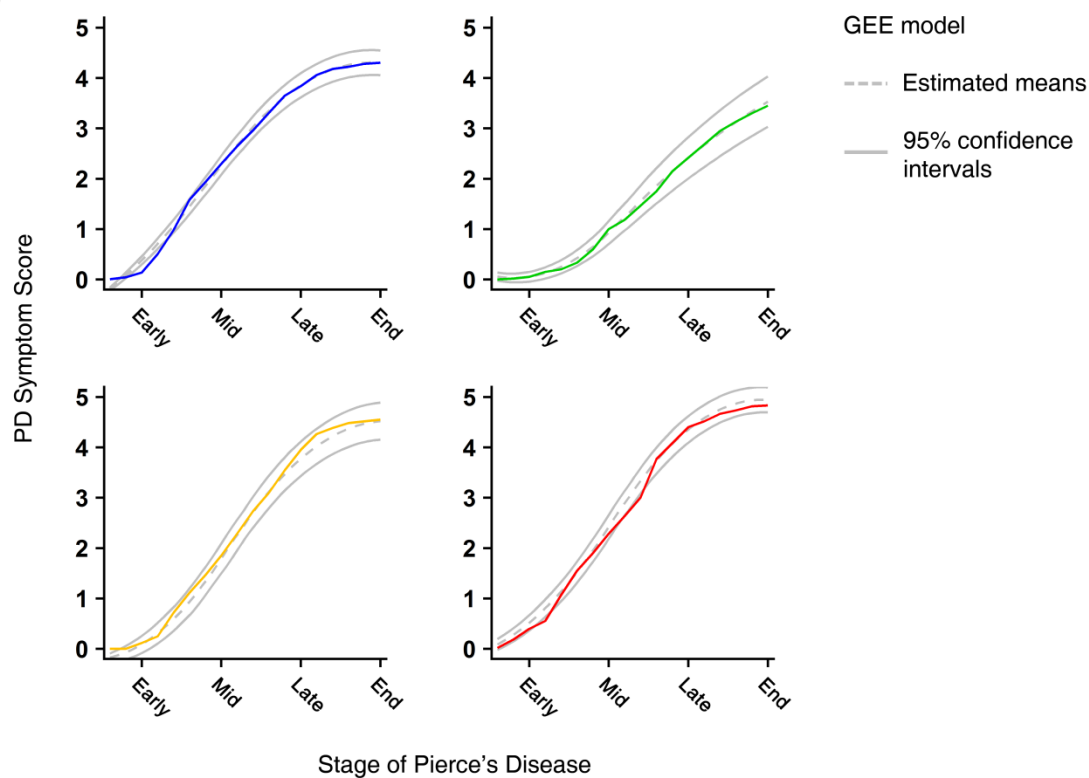 5
4
3
2
1
0
Early
Mid
Late
End
5
4
3
2
1
0
Early
Mid
Late
End
GEE model
Estimated means
95% confidence
intervals
PD Symptom Score
5
4
3
2
1
0
Early
Mid
Late
End
5
4
3
2
1
0
Early
Mid
Late
End
Stage of Pierce's Disease